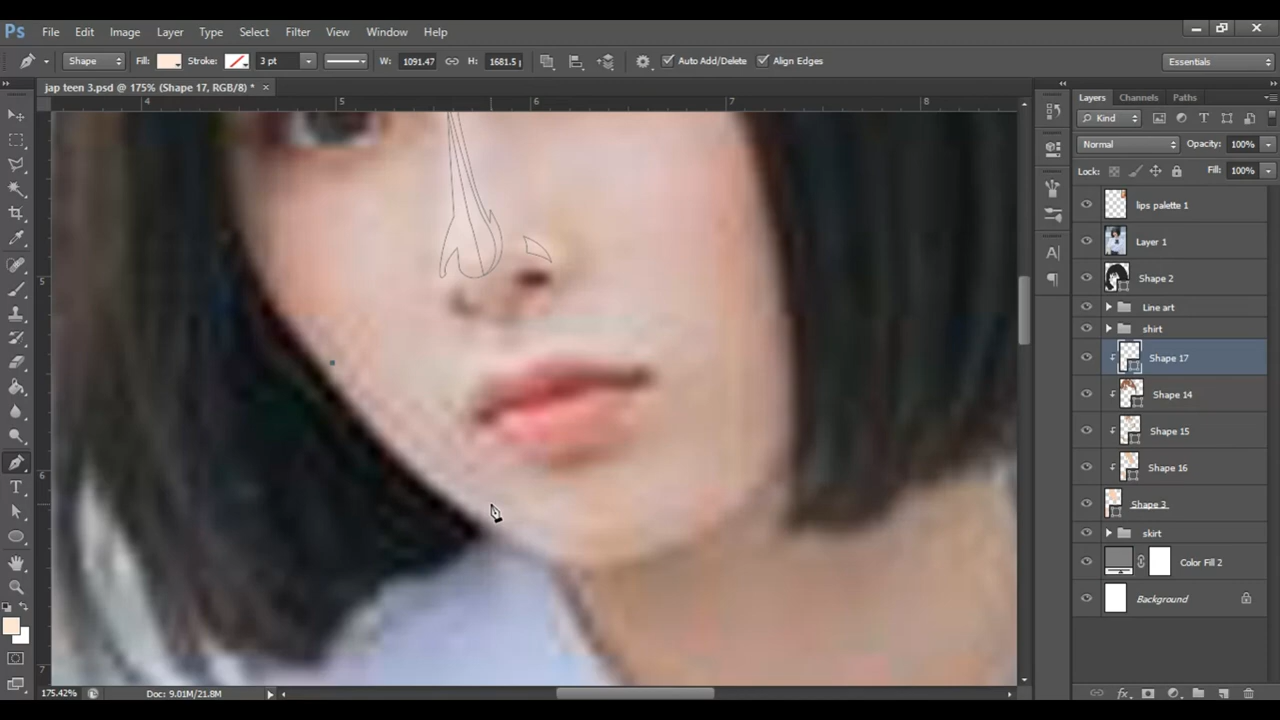 Ps File Edit Image Layer Type Select Filter View Window Help
Shape Fill: Stroke: 3 pt W: 1091.47 H: 1681.5 Auto Add/Delete Align Edges Essentials
jap teen 3.psd @ 175% (Shape 17, RGB/8) * ×
4 5 6 7 8
Layers Channels Paths
Kind
Normal Opacity: 100%
Lock: Fill: 100%
lips palette 1
Layer 1
Shape 2
5
Line art
shirt
Shape 17
Shape 14
Shape 15
6
Shape 16
Shape 3
skirt
Color Fill 2
Background
7
175.42% Doc: 9.01M/21.8M